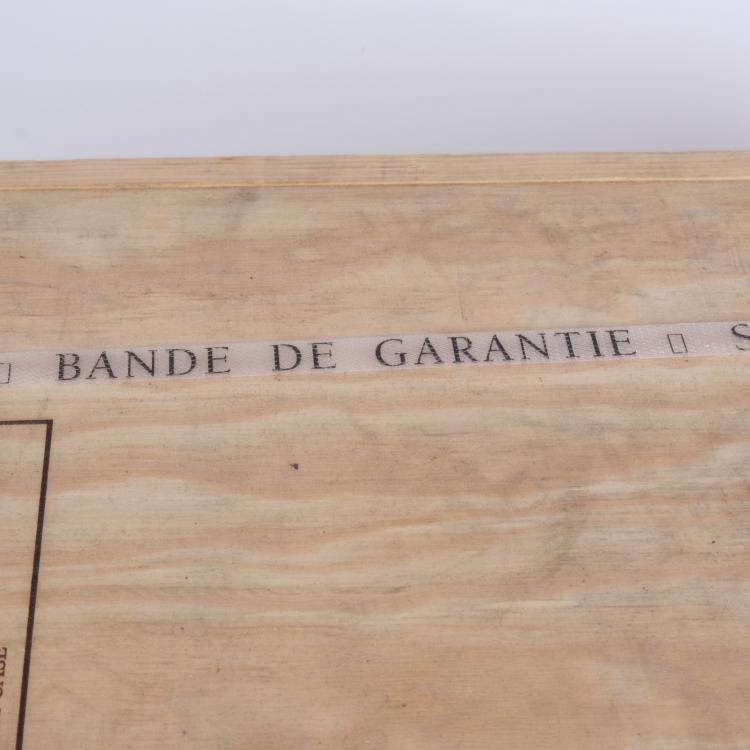 ▯ BANDE DE GARANTIE ▯ S